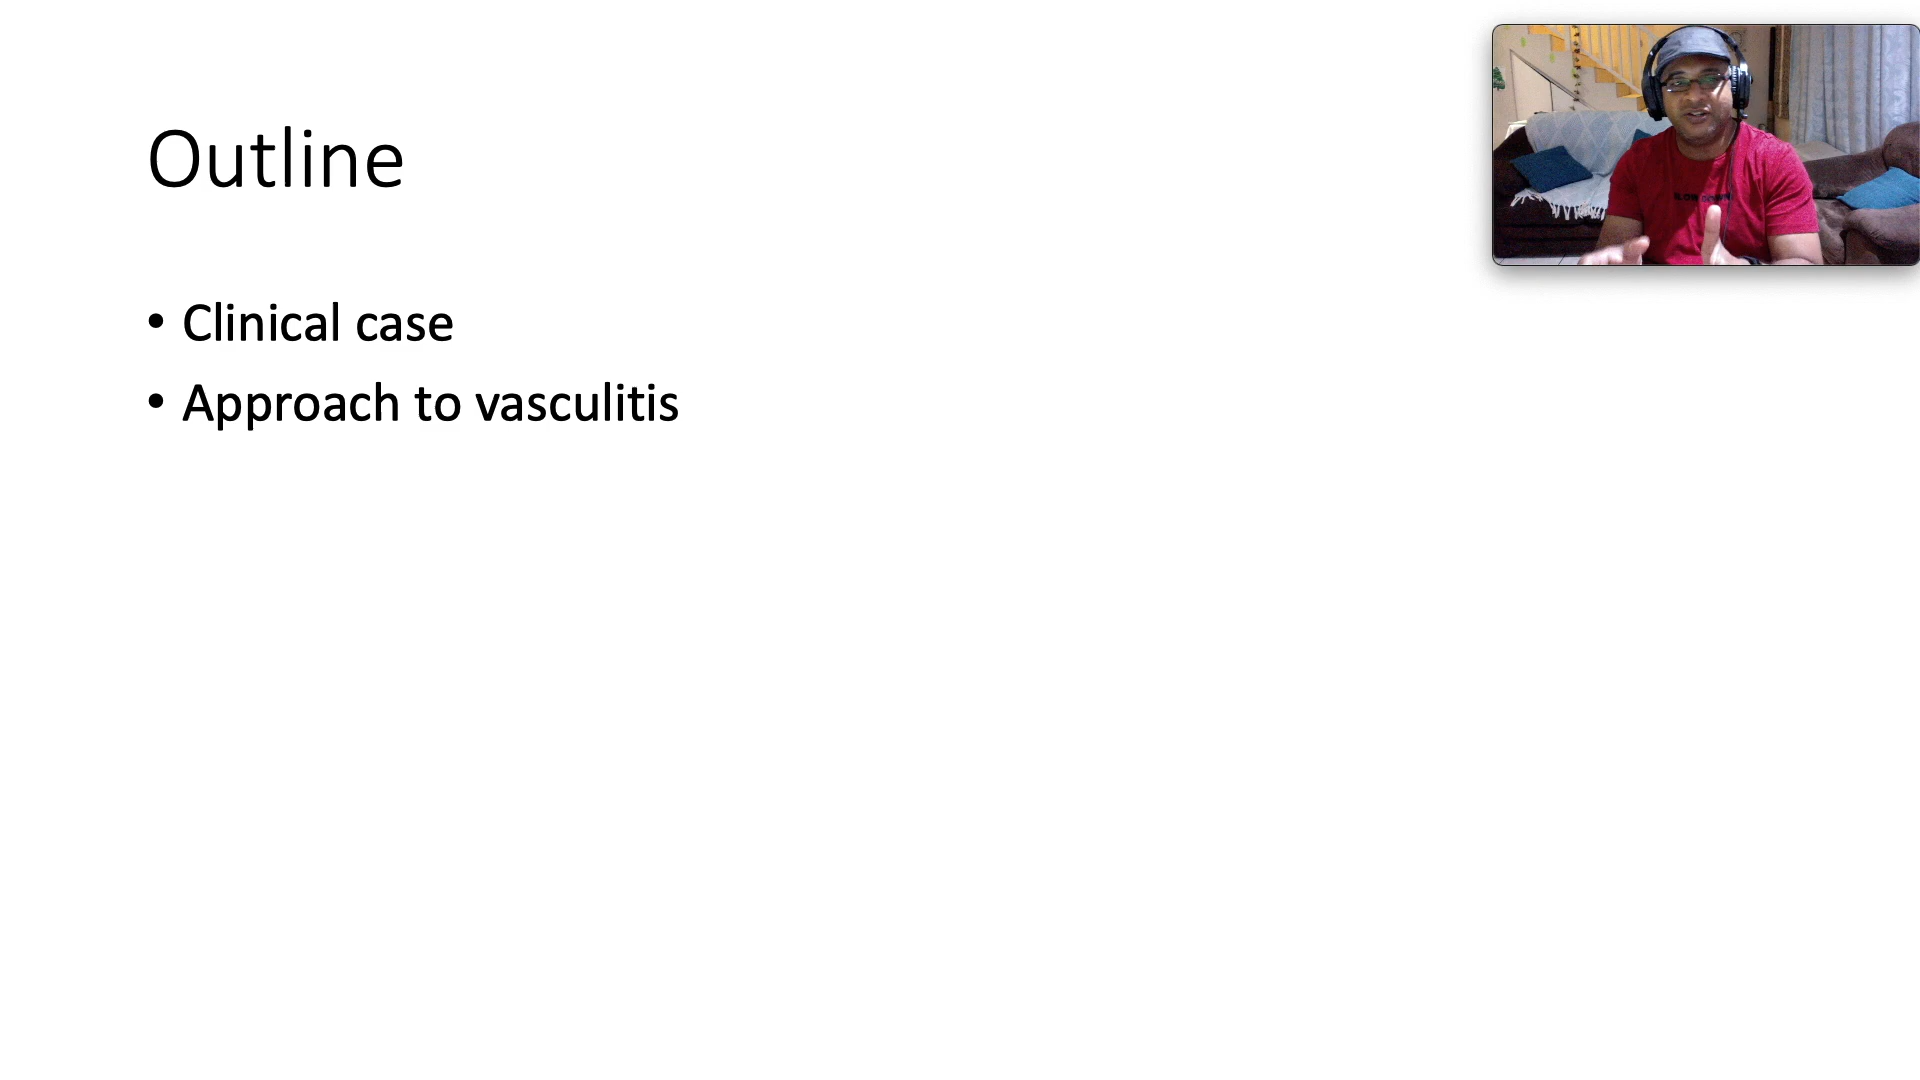 Outline
• Clinical case
• Approach to vasculitis